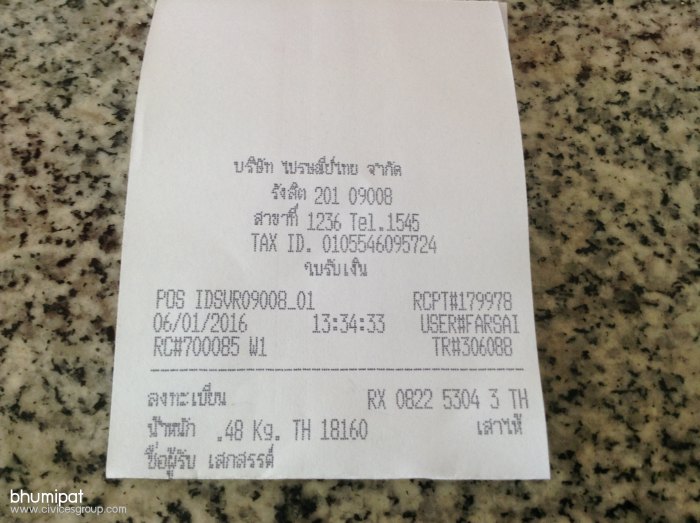 บริษัท ไปรษณีย์ไทย จำกัด
รังสิต 201 09008
สาขาที่ 1236 Tel.1545
TAX ID. 0105546095724
ใบรับเงิน
POS IDSVR09008_01 RCPT#179978
06/01/2016 13:34:33 USER#FARSAI
RC#700085 W1 TR#306088
ลงทะเบียน RX 0822 5304 3 TH
น้ำหนัก .48 Kg. TH 18160 เสาไห้
ชื่อผู้รับ เสกสรรค์
bhumipat
www.civicesgroup.com